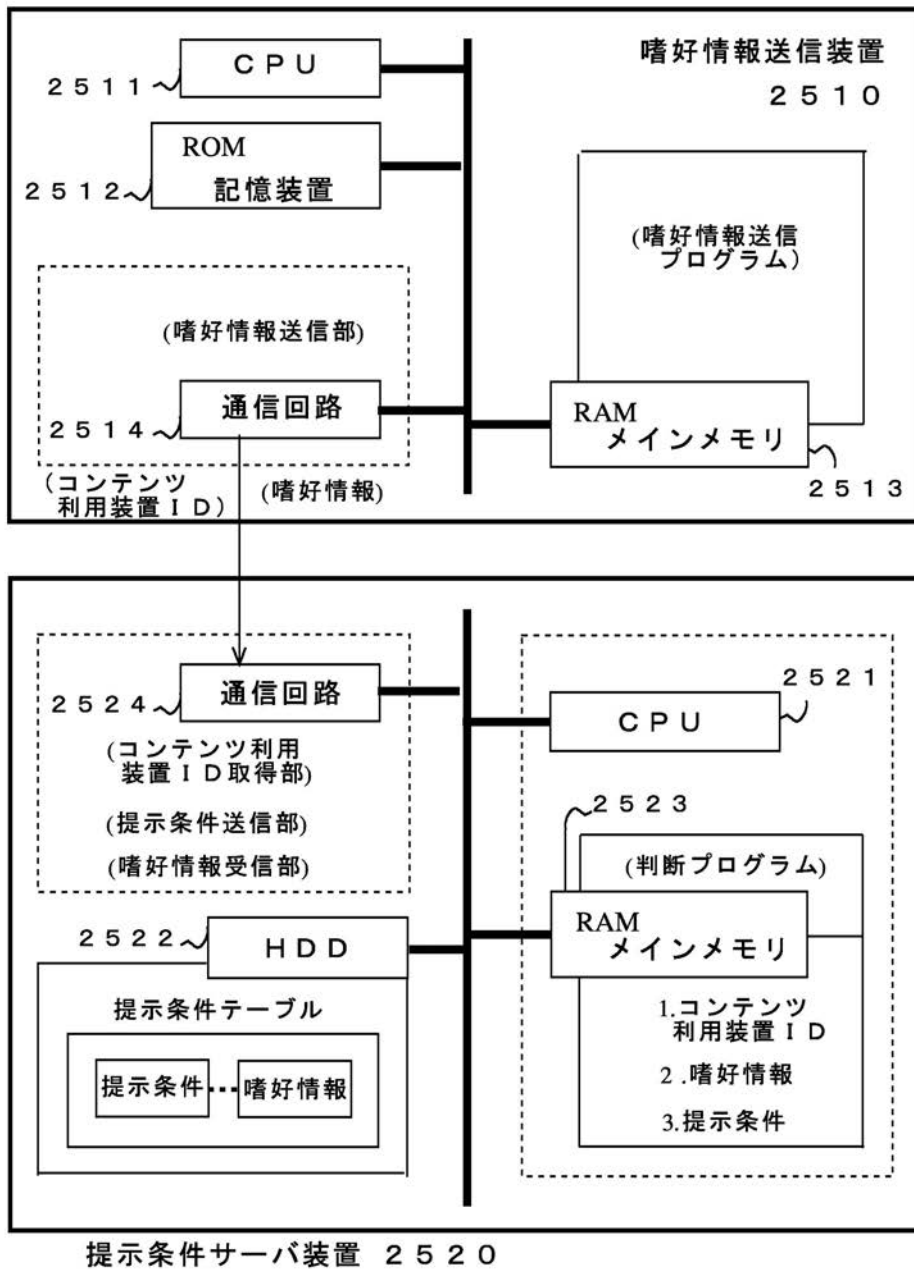 嗜好情報送信装置
２５１０
ＣＰＵ
２５１１
ROM
記憶装置
２５１２
(嗜好情報送信
プログラム)
(嗜好情報送信部)
通信回路
２５１４
RAM
メインメモリ
２５１３
(コンテンツ
利用装置ＩＤ)
(嗜好情報)
通信回路
２５２４
(コンテンツ利用
装置ＩＤ取得部)
(提示条件送信部)
(嗜好情報受信部)
２５２１
ＣＰＵ
２５２３
(判断プログラム)
RAM
メインメモリ
1.コンテンツ
利用装置ＩＤ
２.嗜好情報
3.提示条件
２５２２
ＨＤＤ
提示条件テーブル
提示条件
嗜好情報
提示条件サーバ装置 ２５２０